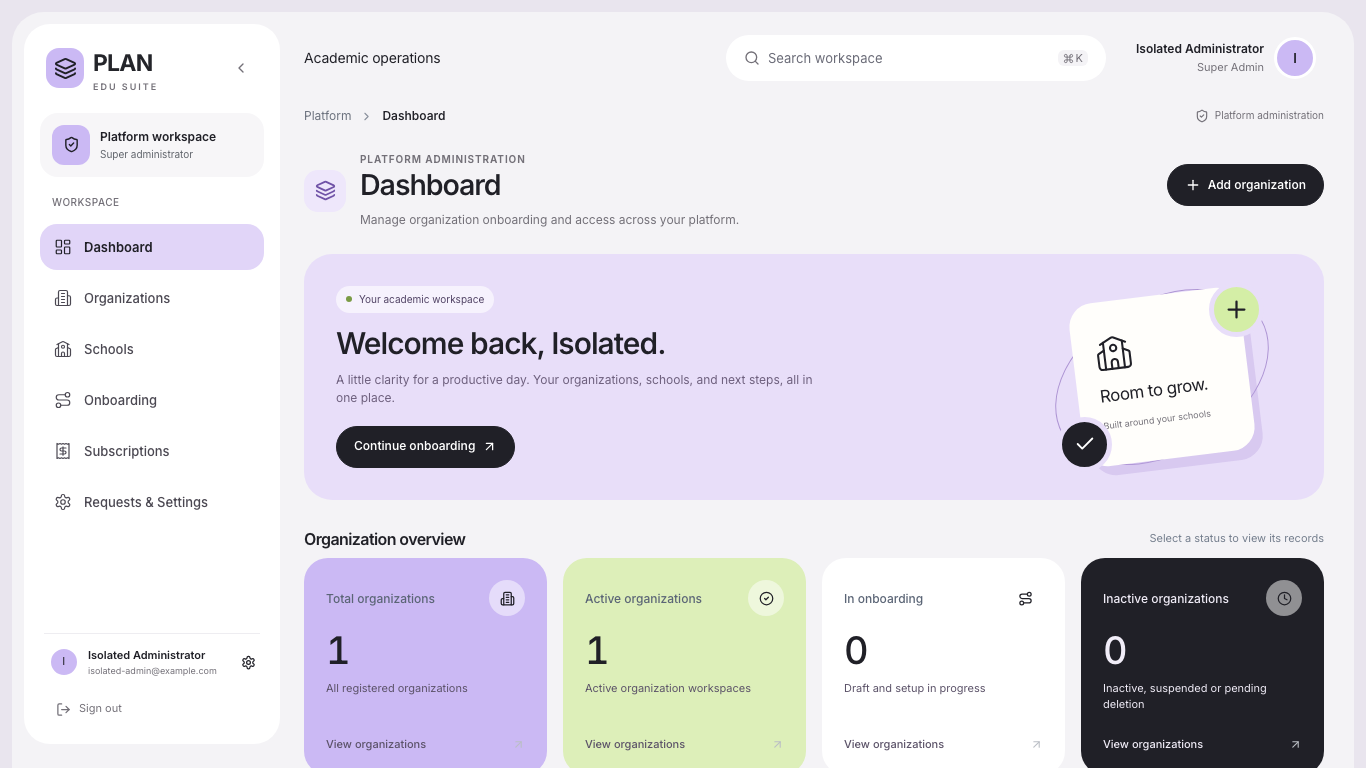 PLAN
EDU SUITE
Platform workspace
Super administrator
WORKSPACE
Dashboard
Organizations
Schools
Onboarding
Subscriptions
Requests & Settings
I
Isolated Administrator
isolated-admin@example.com
Sign out
Academic operations
Search workspace
⌘K
Isolated Administrator
Super Admin
I
Platform
Dashboard
Platform administration
PLATFORM ADMINISTRATION
Dashboard
Manage organization onboarding and access across your platform.
Add organization
Your academic workspace
Welcome back, Isolated.
A little clarity for a productive day. Your organizations, schools, and next steps, all in
one place.
Continue onboarding
Room to grow.
Built around your schools
Organization overview
Select a status to view its records
Total organizations
1
All registered organizations
View organizations
Active organizations
1
Active organization workspaces
View organizations
In onboarding
0
Draft and setup in progress
View organizations
Inactive organizations
0
Inactive, suspended or pending
deletion
View organizations